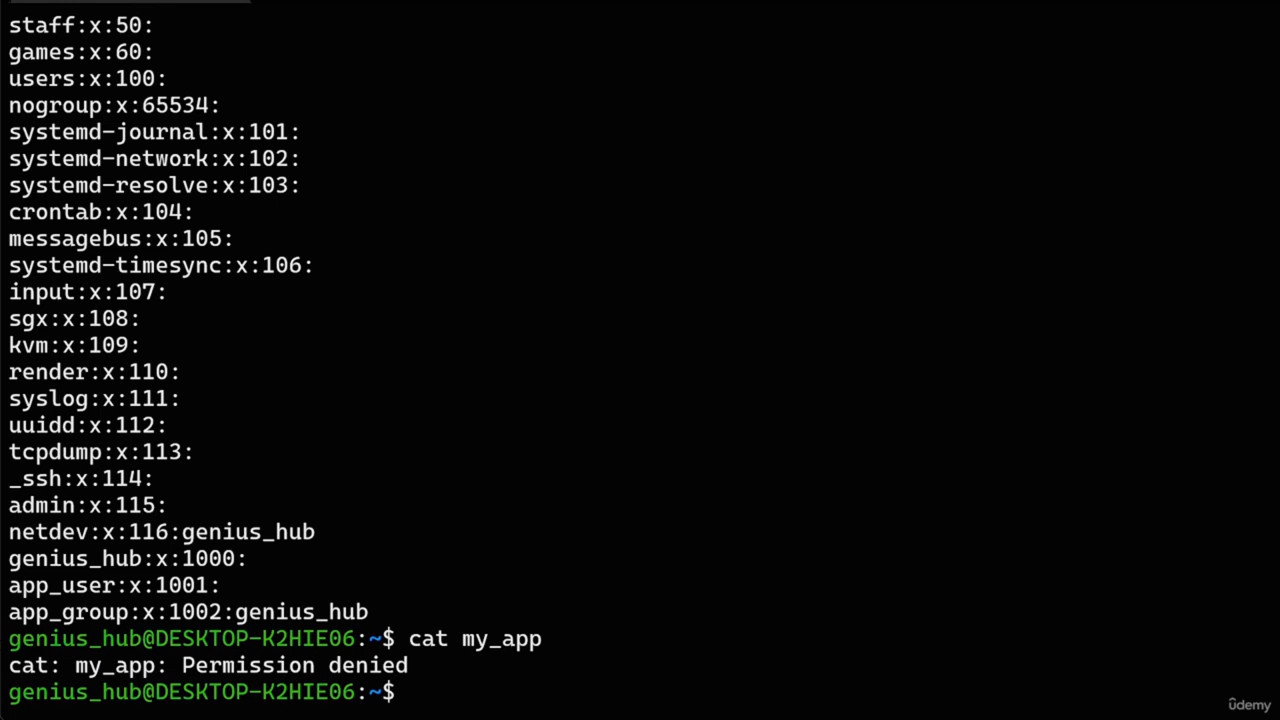 staff:x:50:
games:x:60:
users:x:100:
nogroup:x:65534:
systemd-journal:x:101:
systemd-network:x:102:
systemd-resolve:x:103:
crontab:x:104:
messagebus:x:105:
systemd-timesync:x:106:
input:x:107:
sgx:x:108:
kvm:x:109:
render:x:110:
syslog:x:111:
uuidd:x:112:
tcpdump:x:113:
_ssh:x:114:
admin:x:115:
netdev:x:116:genius_hub
genius_hub:x:1000:
app_user:x:1001:
app_group:x:1002:genius_hub
genius_hub@DESKTOP-K2HIE06:~$ cat my_app
cat: my_app: Permission denied
genius_hub@DESKTOP-K2HIE06:~$
ûdemy